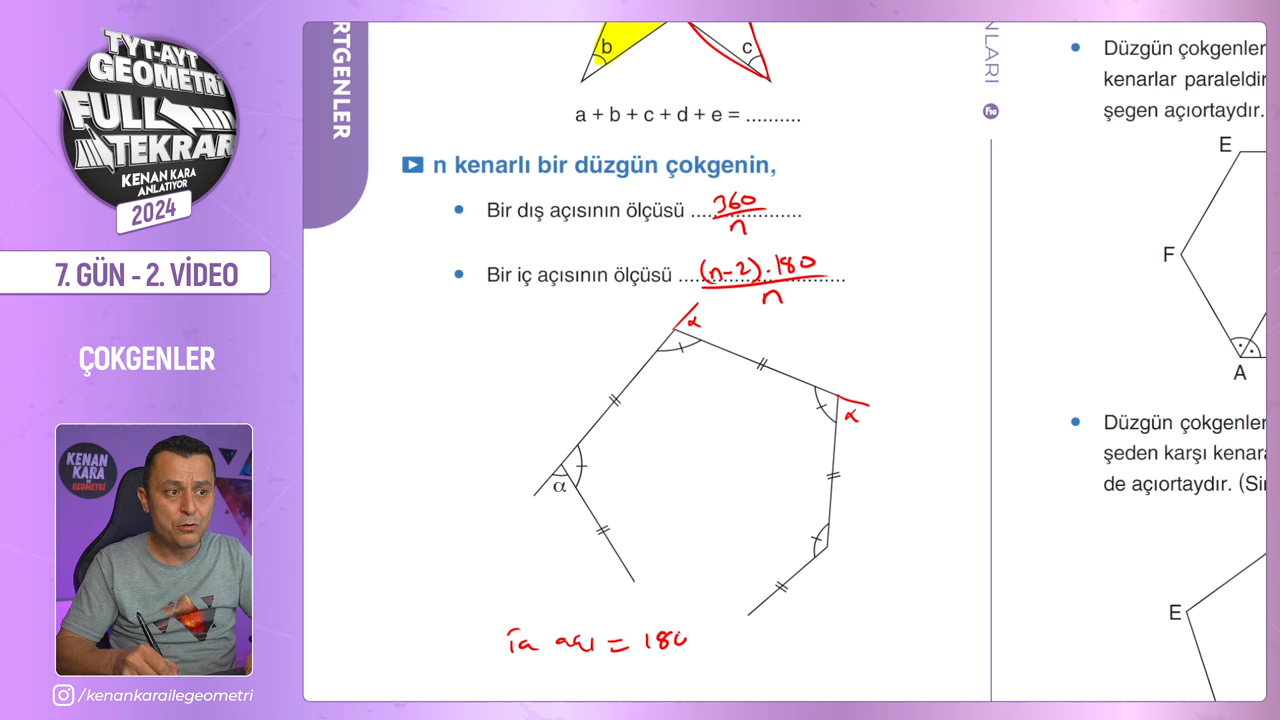 TYT-AYT
GEOMETRİ
FULL
TEKRAR
KENAN KARA
ANLATIYOR
2024
7. GÜN - 2. VİDEO
ÇOKGENLER
KENAN
KARA
GEOMETRİ
/kenankarailegeometri
RTGENLER
b
c
a + b + c + d + e = ..........
n kenarlı bir düzgün çokgenin,
• Bir dış açısının ölçüsü .... 360/n
• Bir iç açısının ölçüsü .... (n-2).180/n
α
α
α
İç açı = 180
NLARI
• Düzgün çokgenler
kenarlar paraleldir
şegen açıortaydır.
E
F
A
• Düzgün çokgenler
şeden karşı kenara
de açıortaydır. (Sir
E